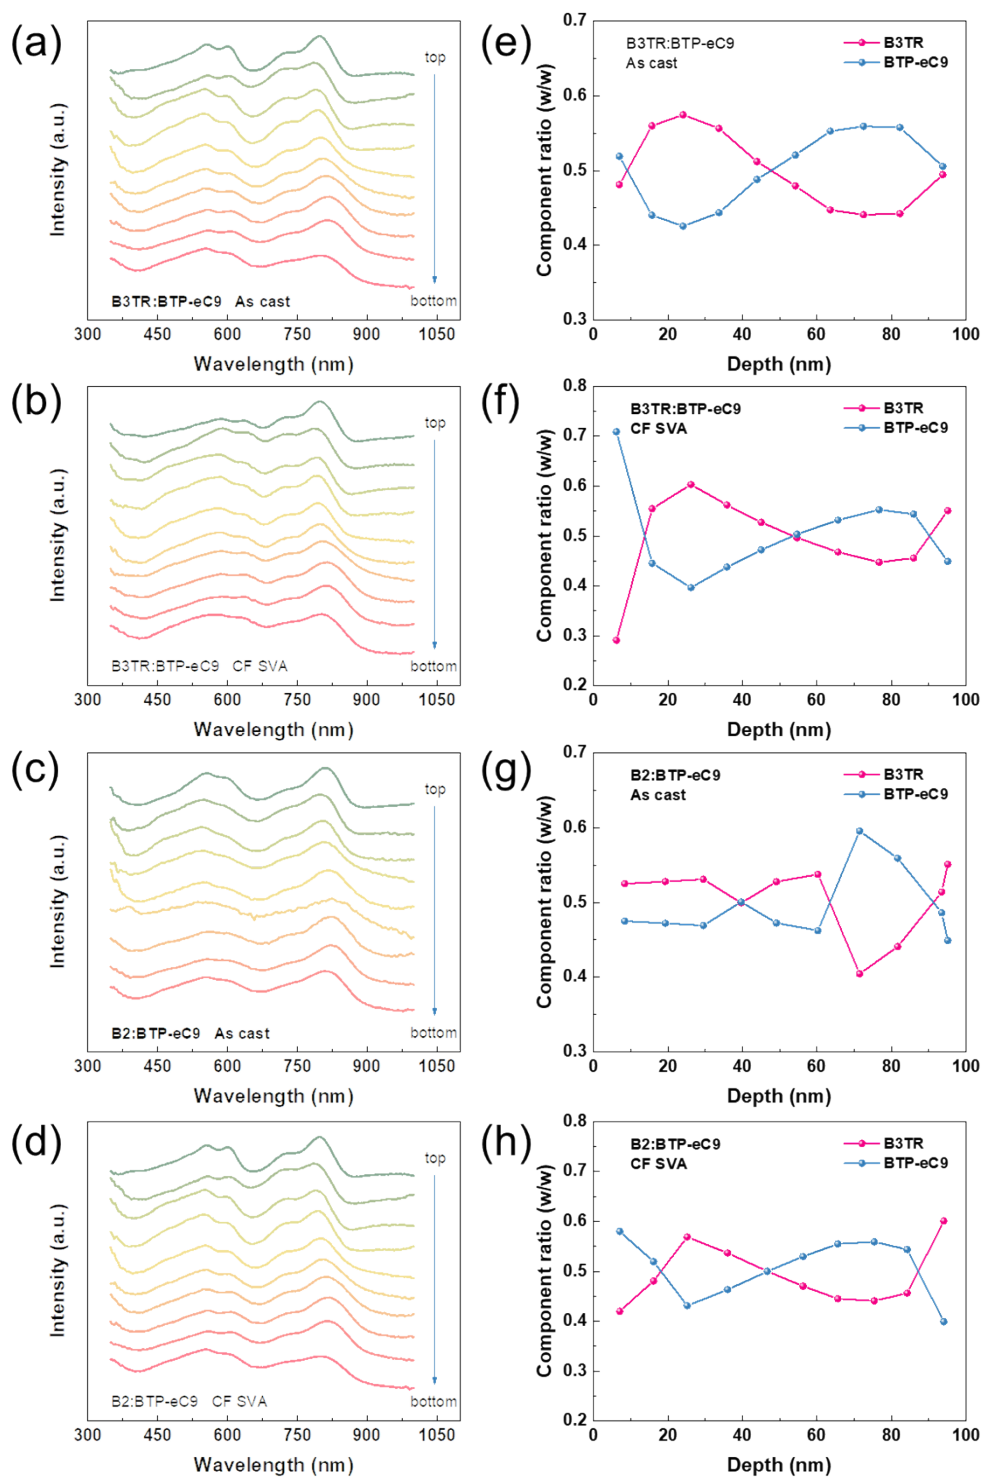 (a)
Intensity (a.u.)
top
bottom
B3TR:BTP-eC9 As cast
300 450 600 750 900 1050
Wavelength (nm)
(e)
Component ratio (w/w)
0.7
0.6
0.5
0.4
0.3
B3TR:BTP-eC9
As cast
B3TR
BTP-eC9
0 20 40 60 80 100
Depth (nm)
(b)
Intensity (a.u.)
top
bottom
B3TR:BTP-eC9 CF SVA
300 450 600 750 900 1050
Wavelength (nm)
(f)
Component ratio (w/w)
0.8
0.7
0.6
0.5
0.4
0.3
0.2
B3TR:BTP-eC9
CF SVA
B3TR
BTP-eC9
0 20 40 60 80 100
Depth (nm)
(c)
Intensity (a.u.)
top
bottom
B2:BTP-eC9 As cast
300 450 600 750 900 1050
Wavelength (nm)
(g)
Component ratio (w/w)
0.7
0.6
0.5
0.4
0.3
B2:BTP-eC9
As cast
B3TR
BTP-eC9
0 20 40 60 80 100
Depth (nm)
(d)
Intensity (a.u.)
top
bottom
B2:BTP-eC9 CF SVA
300 450 600 750 900 1050
Wavelength (nm)
(h)
Component ratio (w/w)
0.8
0.7
0.6
0.5
0.4
0.3
0.2
B2:BTP-eC9
CF SVA
B3TR
BTP-eC9
0 20 40 60 80 100
Depth (nm)